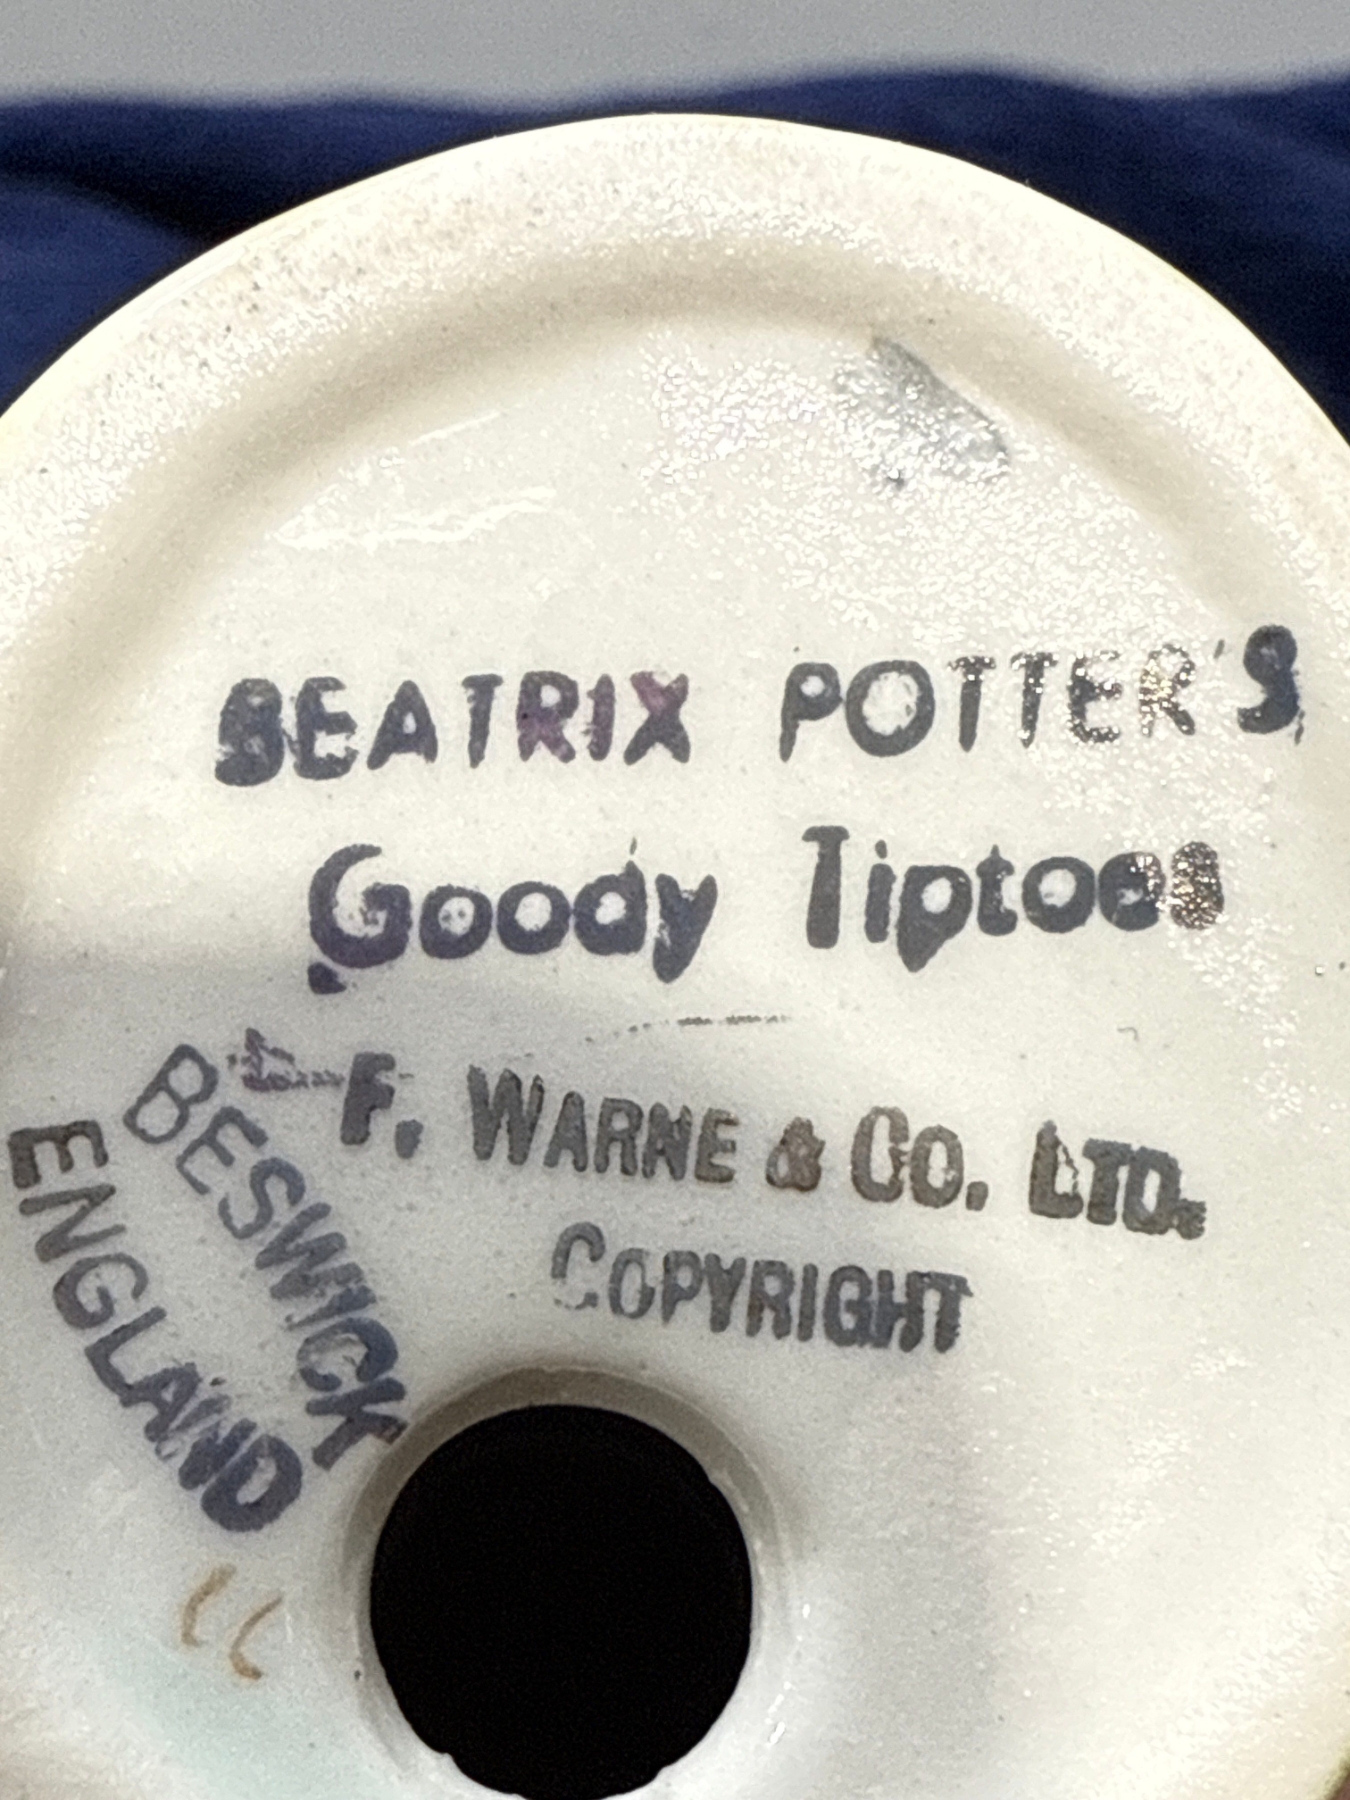 BEATRIX POTTER'S
Goody Tiptoes
F. WARNE & CO. LTD.
COPYRIGHT
BESWICK
ENGLAND